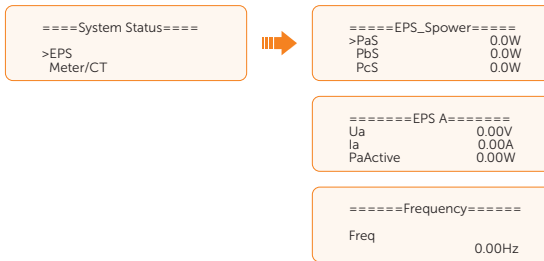 ====System Status====
>EPS
Meter/CT
=====EPS_Spower=====
>PaS 0.0W
PbS 0.0W
PcS 0.0W
=======EPS A=======
Ua 0.00V
Ia 0.00A
PaActive 0.00W
======Frequency======
Freq
0.00Hz